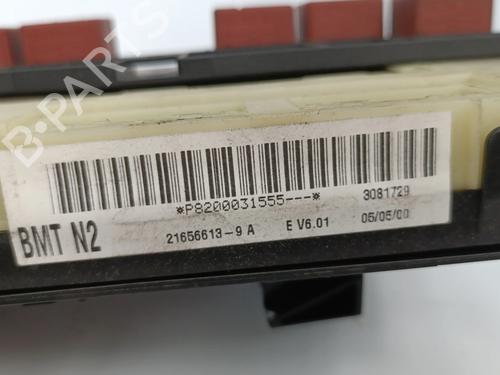 B-PARTS
*P8200031555---*
3081729
BMT N2
21656613-9 A
E V6.01
05/05/00